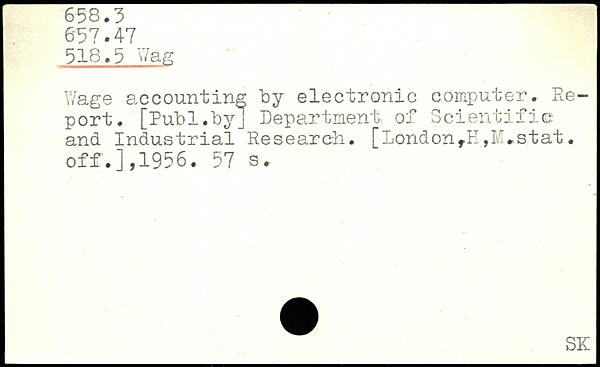 658.3
657.47
518.5 Wag
Wage accounting by electronic computer. Re-
port. [Publ.by] Department of Scientific
and Industrial Research. [London,H,M.stat.
off.],1956. 57 s.
SK